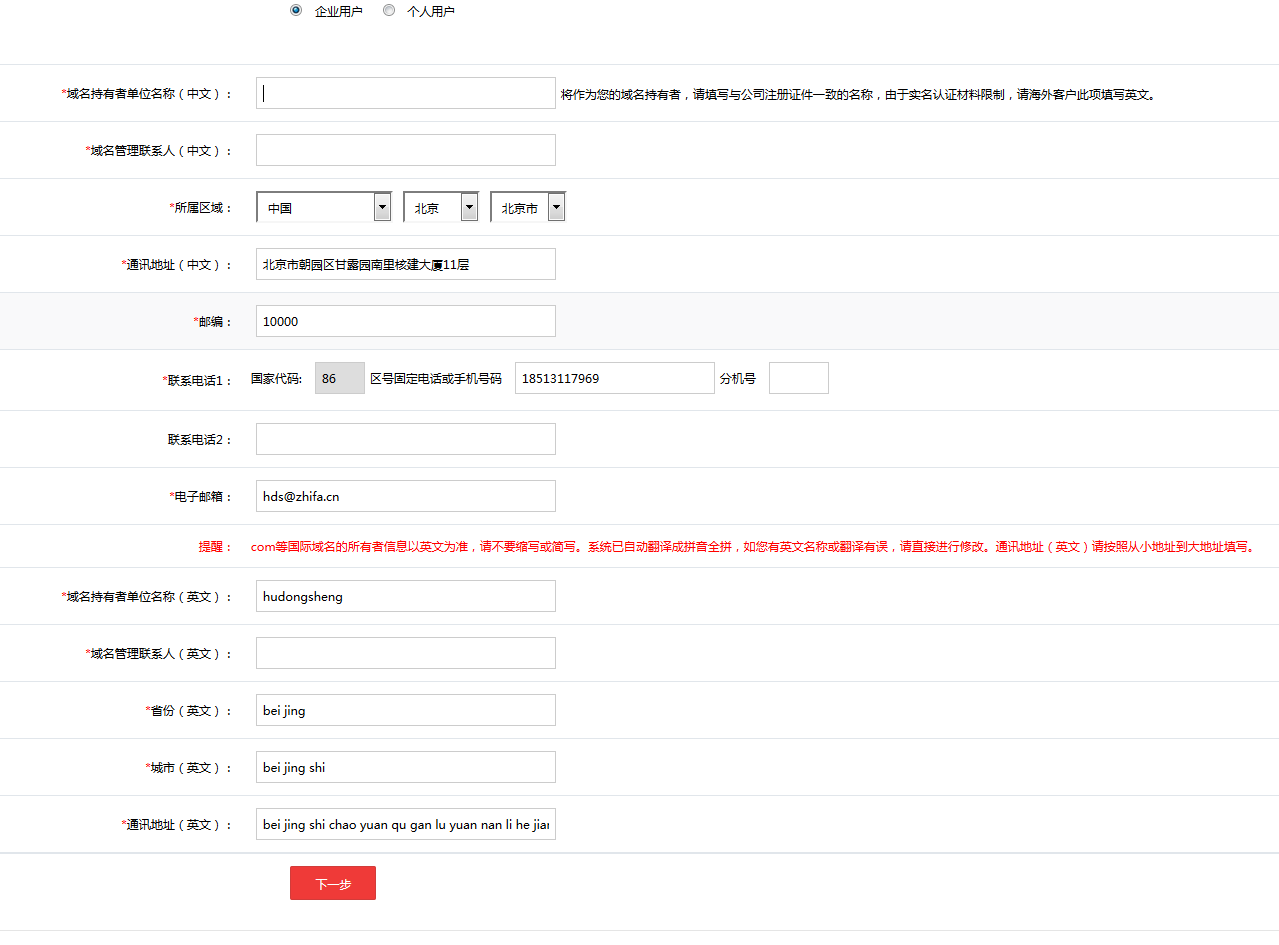 企业用户 个人用户
*域名持有者单位名称（中文）： 将作为您的域名持有者，请填写与公司注册证件一致的名称，由于实名认证材料限制，请海外客户此项填写英文。
*域名管理联系人（中文）：
*所属区域： 中国 北京 北京市
*通讯地址（中文）： 北京市朝园区甘露园南里核建大厦11层
*邮编： 10000
*联系电话1： 国家代码: 86 区号固定电话或手机号码 18513117969 分机号
联系电话2：
*电子邮箱： hds@zhifa.cn
提醒： com等国际域名的所有者信息以英文为准，请不要缩写或简写。系统已自动翻译成拼音全拼，如您有英文名称或翻译有误，请直接进行修改。通讯地址（英文）请按照从小地址到大地址填写。
*域名持有者单位名称（英文）： hudongsheng
*域名管理联系人（英文）：
*省份（英文）： bei jing
*城市（英文）： bei jing shi
*通讯地址（英文）： bei jing shi chao yuan qu gan lu yuan nan li he jian
下一步